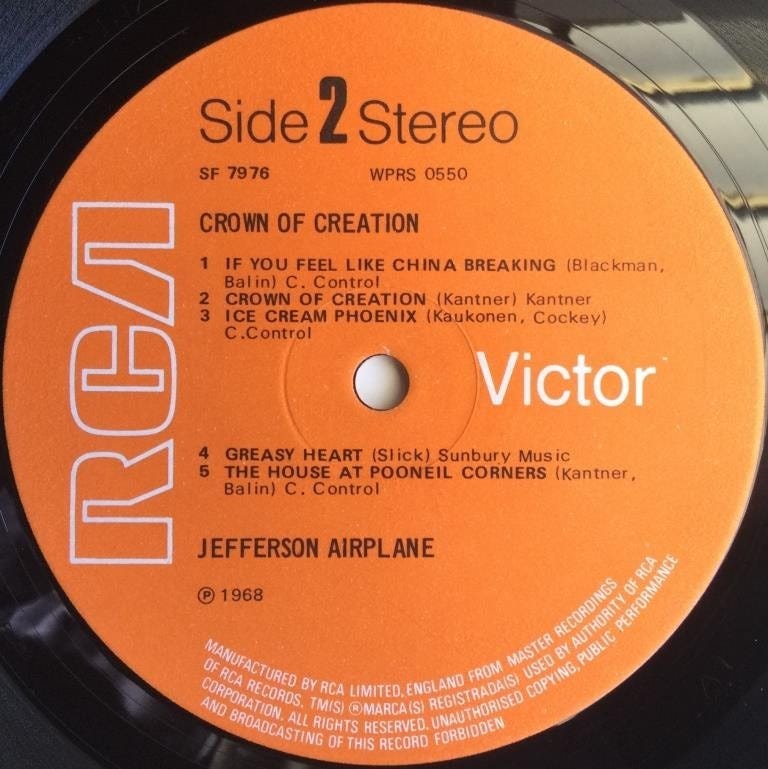 Side 2 Stereo
SF 7976 WPRS 0550
CROWN OF CREATION
1 IF YOU FEEL LIKE CHINA BREAKING (Blackman,
Balin) C. Control
2 CROWN OF CREATION (Kantner) Kantner
3 ICE CREAM PHOENIX (Kaukonen, Cockey)
C.Control
RCA
Victor
4 GREASY HEART (Slick) Sunbury Music
5 THE HOUSE AT POONEIL CORNERS (Kantner,
Balin) C. Control
JEFFERSON AIRPLANE
℗ 1968
MANUFACTURED BY RCA LIMITED, ENGLAND FROM MASTER RECORDINGS
OF RCA RECORDS. TM(S) ® MARCA(S) REGISTRADA(S) USED BY AUTHORITY OF RCA
CORPORATION. ALL RIGHTS RESERVED. UNAUTHORISED COPYING, PUBLIC PERFORMANCE
AND BROADCASTING OF THIS RECORD FORBIDDEN